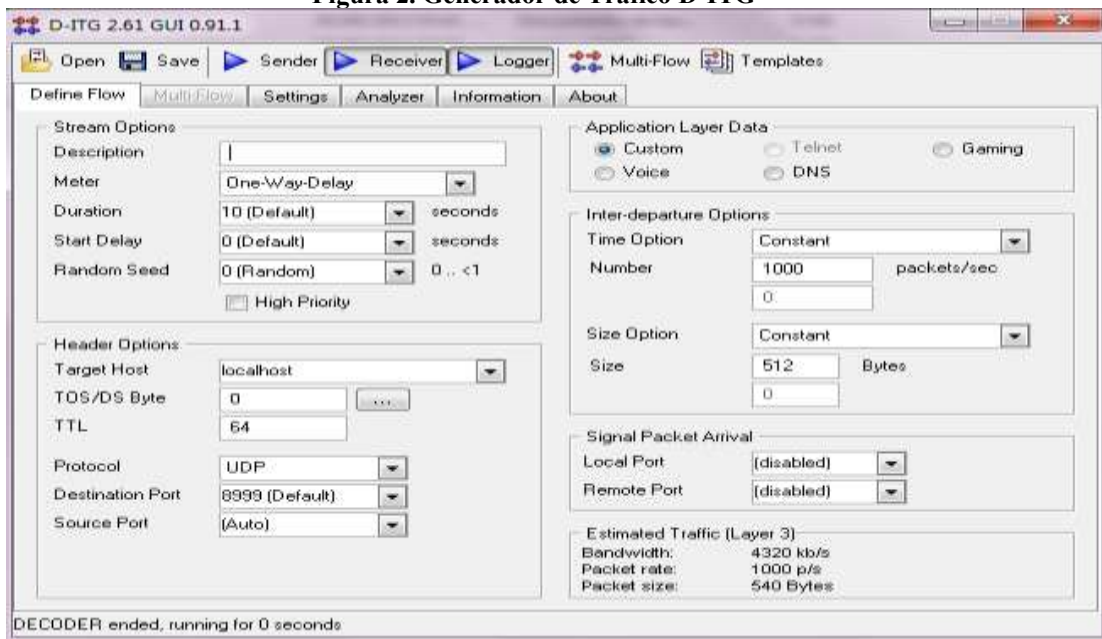 Figura 2. Generador de Tráfico D-ITG
D-ITG 2.61 GUI 0.91.1
Open Save Sender Receiver Logger Multi-Flow Templates
Define Flow Multi-Flow Settings Analyzer Information About
Stream Options
Description
Meter One-Way-Delay
Duration 10 (Default) seconds
Start Delay 0 (Default) seconds
Random Seed 0 (Random) 0 .. <1
High Priority
Header Options
Target Host localhost
TOS/DS Byte 0 ...
TTL 64
Protocol UDP
Destination Port 8999 (Default)
Source Port (Auto)
Application Layer Data
Custom Telnet Gaming
Voice DNS
Inter-departure Options
Time Option Constant
Number 1000 packets/sec
0
Size Option Constant
Size 512 Bytes
0
Signal Packet Arrival
Local Port (disabled)
Remote Port (disabled)
Estimated Traffic (Layer 3)
Bandwidth: 4320 kb/s
Packet rate: 1000 p/s
Packet size: 540 Bytes
DECODER ended, running for 0 seconds